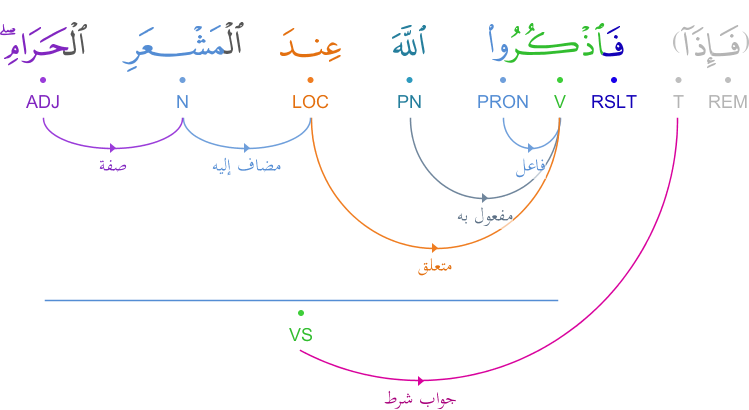 (فَإِذَآ) فَٱذْكُرُوا۟ ٱللَّهَ عِندَ ٱلْمَشْعَرِ ٱلْحَرَامِ ۖ
REM T RSLT V PRON PN LOC N ADJ
صفة مضاف إليه فاعل
مفعول به
متعلق
VS
جواب شرط